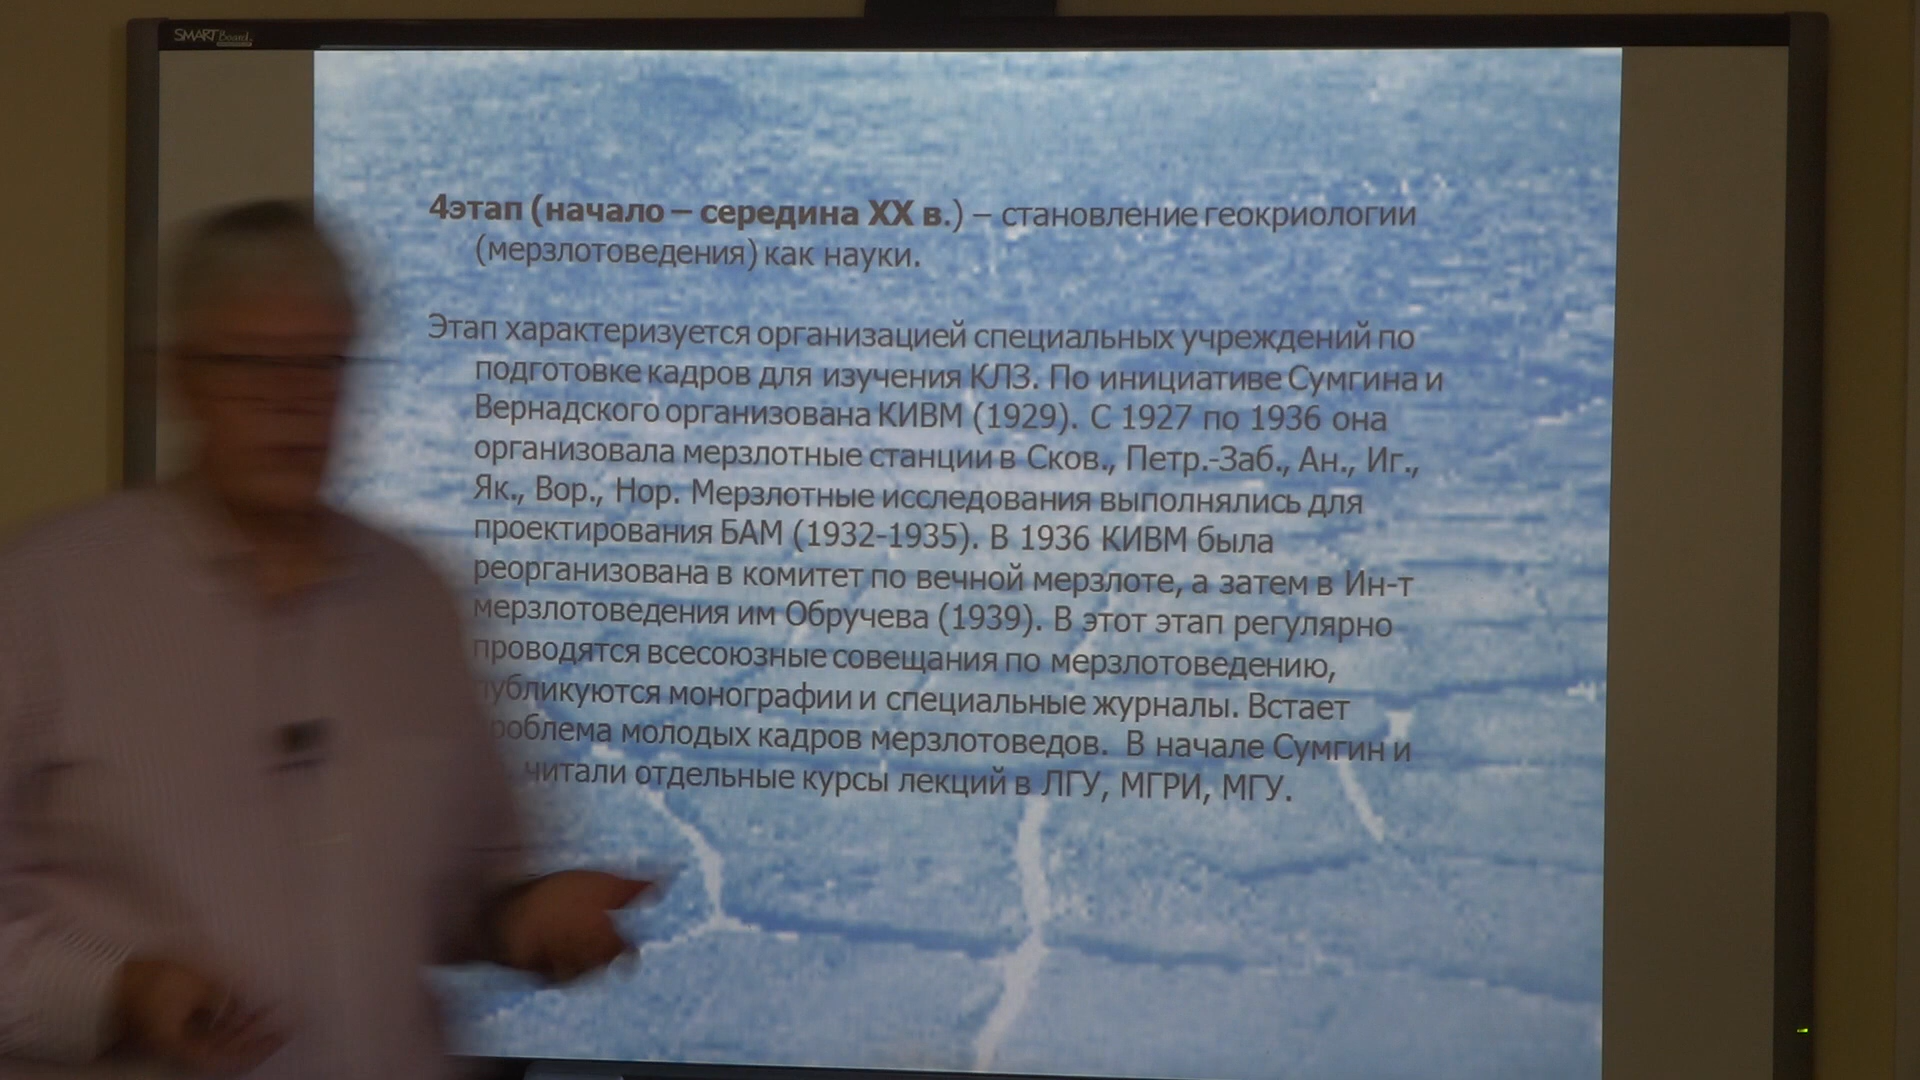 SMART Board
4этап (начало – середина XX в.) – становление геокриологии
(мерзлотоведения) как науки.
Этап характеризуется организацией специальных учреждений по
подготовке кадров для изучения КЛЗ. По инициативе Сумгина и
Вернадского организована КИВМ (1929). С 1927 по 1936 она
организовала мерзлотные станции в Сков., Петр.-Заб., Ан., Иг.,
Як., Вор., Нор. Мерзлотные исследования выполнялись для
проектирования БАМ (1932-1935). В 1936 КИВМ была
реорганизована в комитет по вечной мерзлоте, а затем в Ин-т
мерзлотоведения им Обручева (1939). В этот этап регулярно
проводятся всесоюзные совещания по мерзлотоведению,
публикуются монографии и специальные журналы. Встает
проблема молодых кадров мерзлотоведов. В начале Сумгин и
читали отдельные курсы лекций в ЛГУ, МГРИ, МГУ.